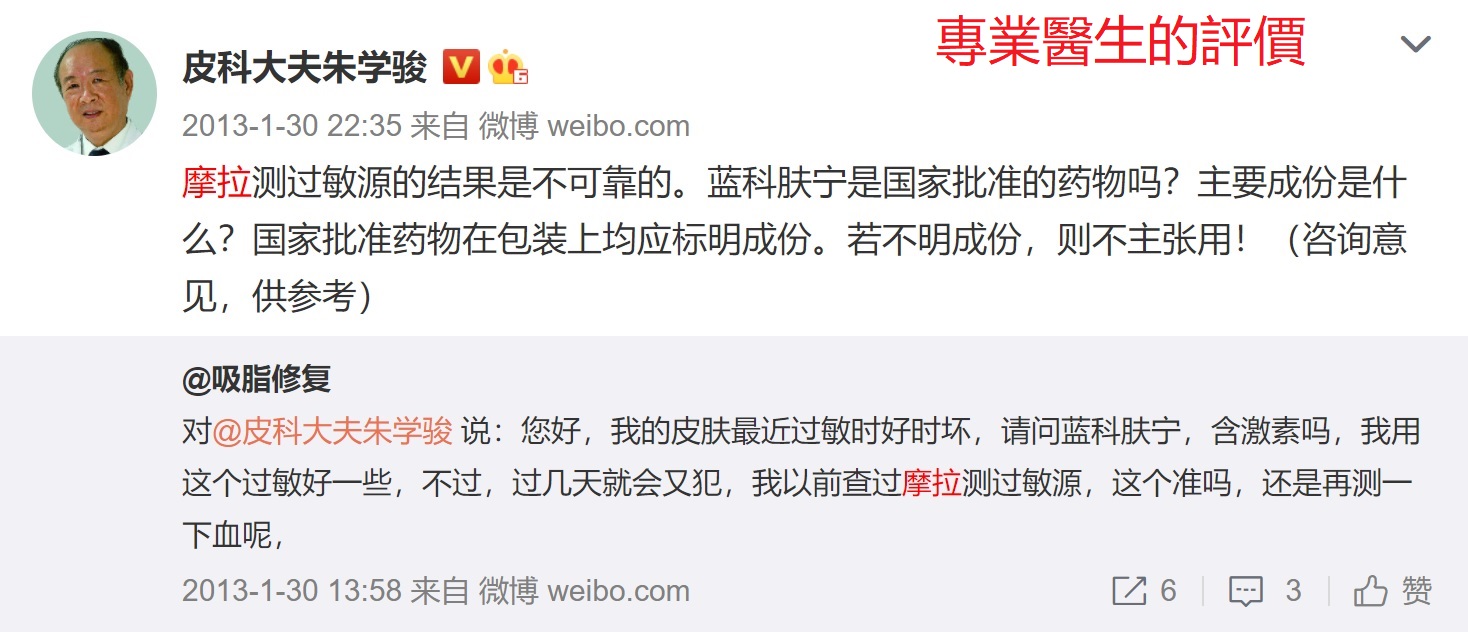 專業醫生的評價
皮科大夫朱学骏
2013-1-30 22:35 来自 微博 weibo.com
摩拉测过敏源的结果是不可靠的。蓝科肤宁是国家批准的药物吗？主要成份是什
么？国家批准药物在包装上均应标明成份。若不明成份，则不主张用！（咨询意
见，供参考）
@吸脂修复
对@皮科大夫朱学骏 说：您好，我的皮肤最近过敏时好时坏，请问蓝科肤宁，含激素吗，我用
这个过敏好一些，不过，过几天就会又犯，我以前查过摩拉测过敏源，这个准吗，还是再测一
下血呢，
2013-1-30 13:58 来自 微博 weibo.com
6 3 赞